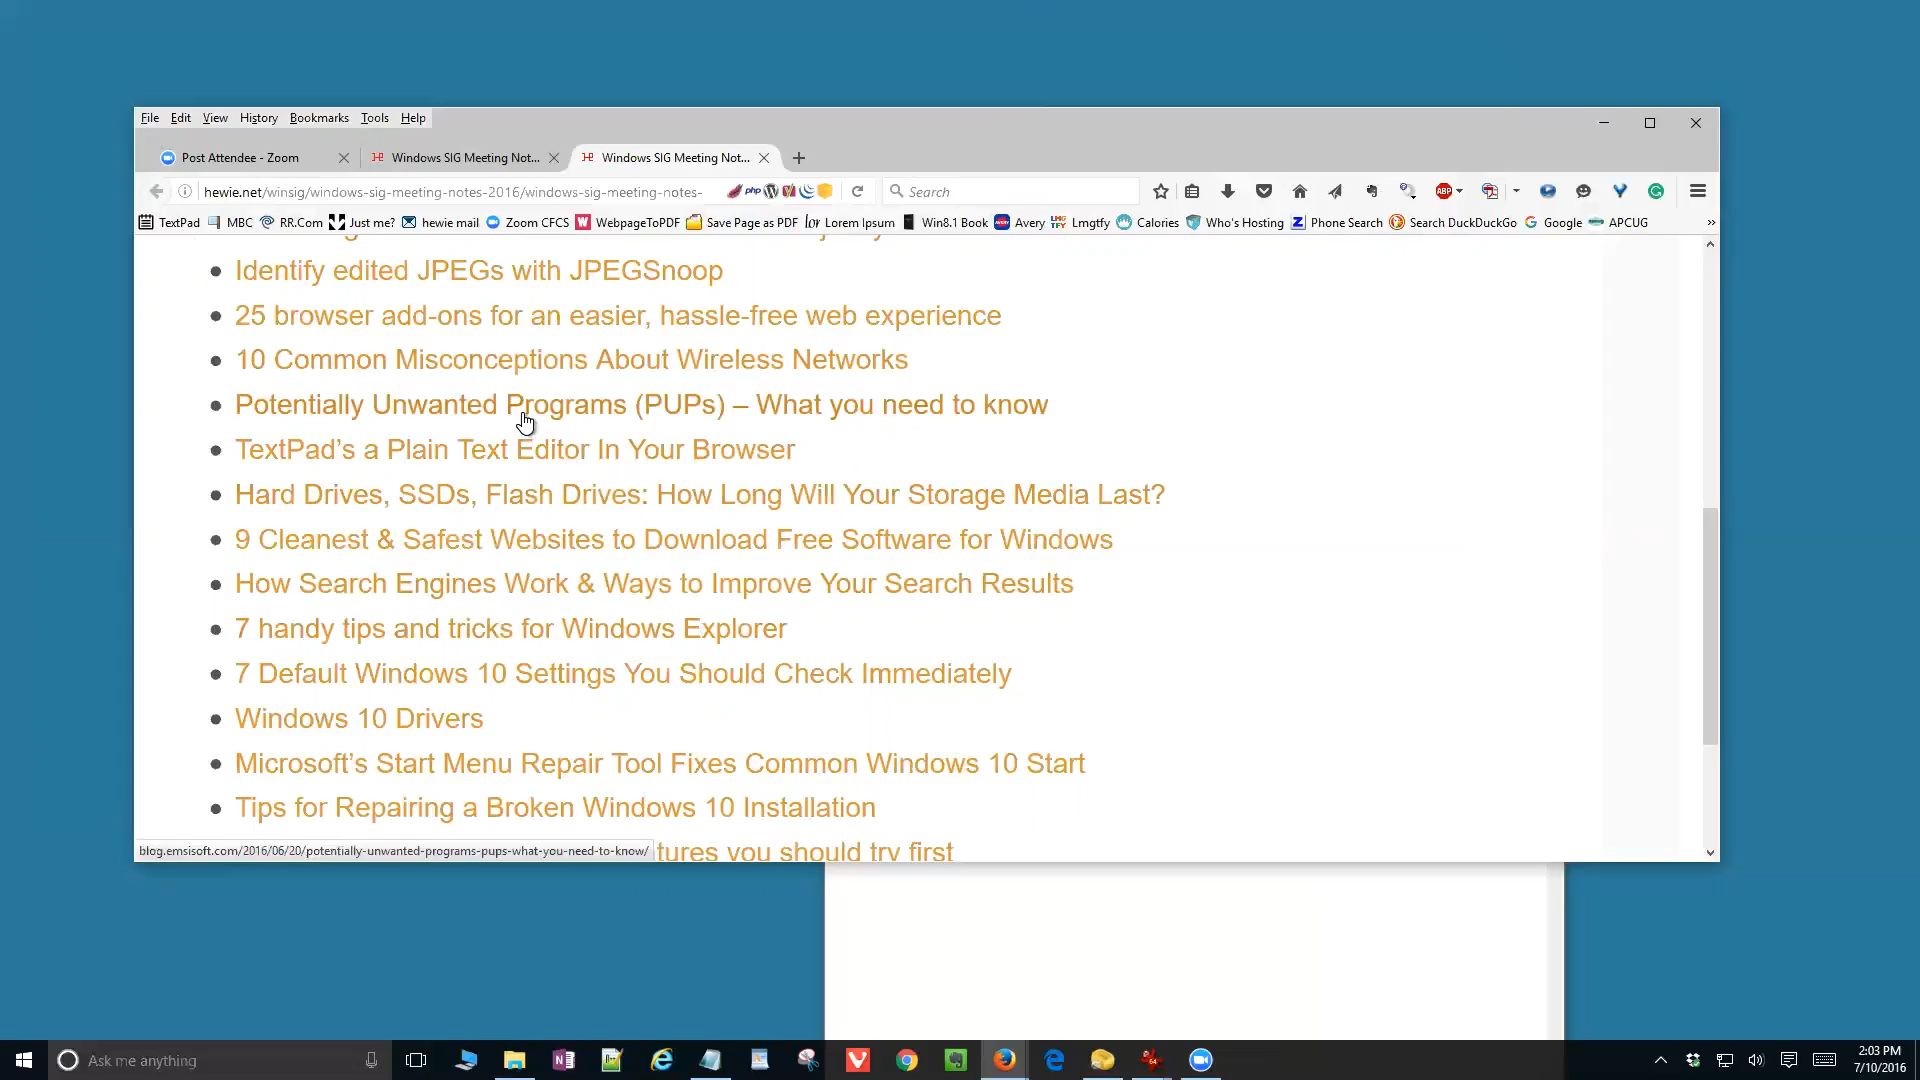 File Edit View History Bookmarks Tools Help
Post Attendee - Zoom
Windows SIG Meeting Not...
Windows SIG Meeting Not...
hewie.net/winsig/windows-sig-meeting-notes-2016/windows-sig-meeting-notes-
php
Search
ABP
TextPad MBC RR.Com Just me? hewie mail Zoom CFCS WebpageToPDF Save Page as PDF Lorem Ipsum Win8.1 Book Avery Lmgtfy Calories Who's Hosting Phone Search Search DuckDuckGo Google APCUG
Identify edited JPEGs with JPEGSnoop
25 browser add-ons for an easier, hassle-free web experience
10 Common Misconceptions About Wireless Networks
Potentially Unwanted Programs (PUPs) – What you need to know
TextPad’s a Plain Text Editor In Your Browser
Hard Drives, SSDs, Flash Drives: How Long Will Your Storage Media Last?
9 Cleanest & Safest Websites to Download Free Software for Windows
How Search Engines Work & Ways to Improve Your Search Results
7 handy tips and tricks for Windows Explorer
7 Default Windows 10 Settings You Should Check Immediately
Windows 10 Drivers
Microsoft’s Start Menu Repair Tool Fixes Common Windows 10 Start
Tips for Repairing a Broken Windows 10 Installation
tures you should try first
blog.emsisoft.com/2016/06/20/potentially-unwanted-programs-pups-what-you-need-to-know/
Ask me anything
2:03 PM
7/10/2016